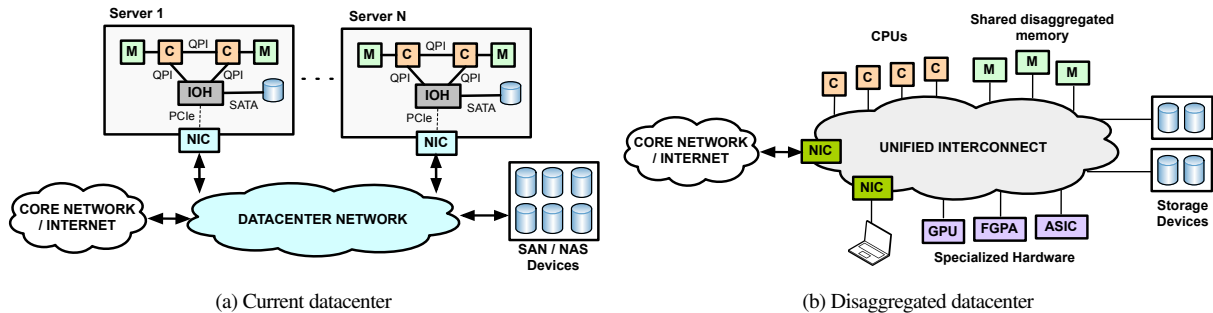 Server 1
M
C
QPI
C
M
QPI
QPI
IOH
SATA
PCIe
NIC
- - -
Server N
M
C
QPI
C
M
QPI
QPI
IOH
SATA
PCIe
NIC
CORE NETWORK
/ INTERNET
DATACENTER NETWORK
SAN / NAS
Devices
(a) Current datacenter
CPUs
C
C
C
C
Shared disaggregated
memory
M
M
M
CORE NETWORK
/ INTERNET
NIC
UNIFIED INTERCONNECT
NIC
GPU
FGPA
ASIC
Specialized Hardware
Storage
Devices
(b) Disaggregated datacenter